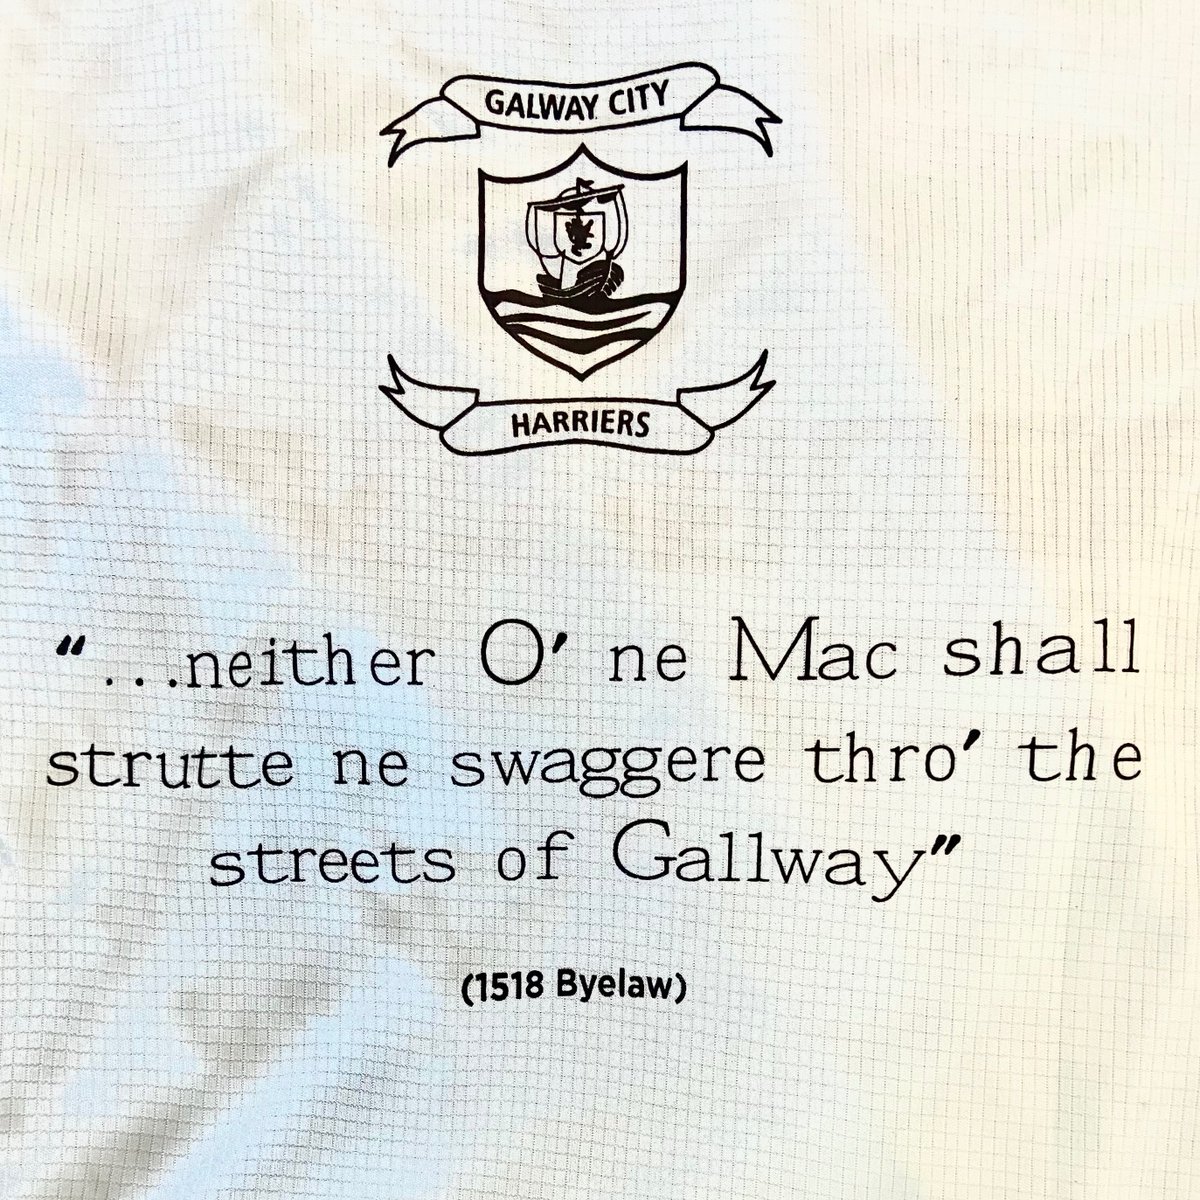 GALWAY CITY
HARRIERS
“...neither O’ ne Mac shall
strutte ne swaggere thro’ the
streets of Gallway”
(1518 Byelaw)